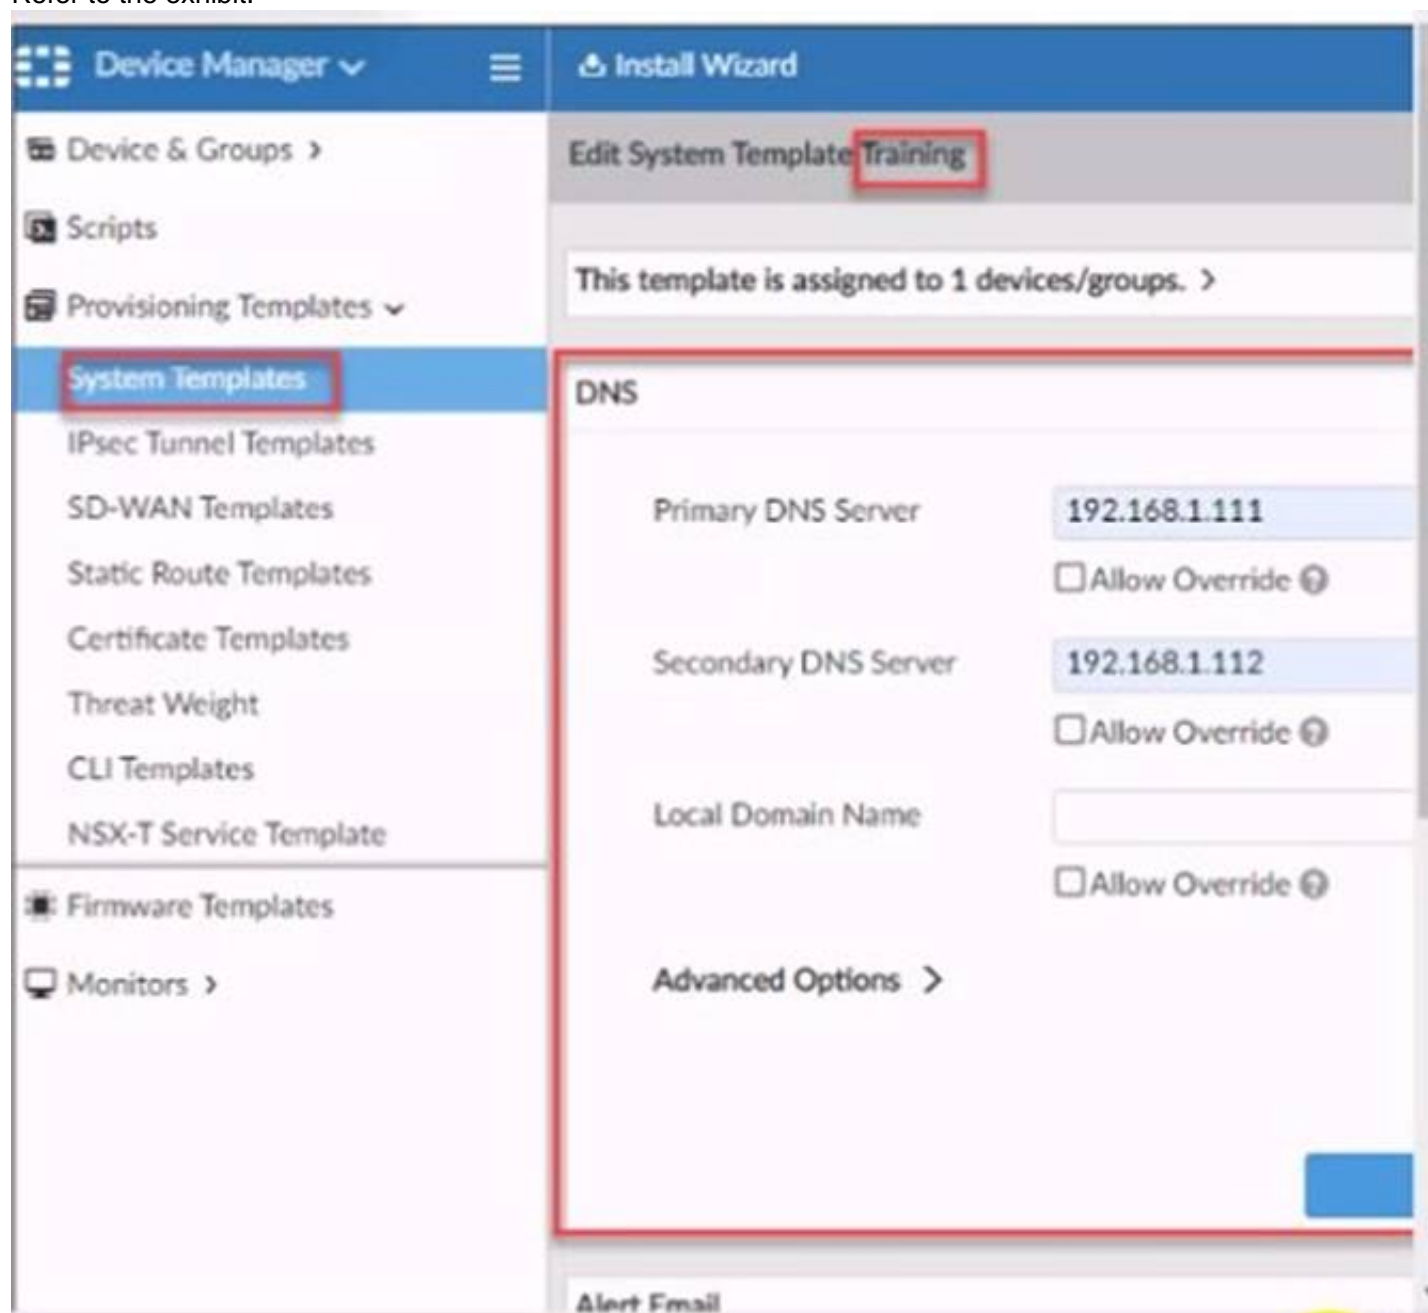 Refer to the exhibit.
Device Manager
Install Wizard
Device & Groups
Scripts
Provisioning Templates
System Templates
IPsec Tunnel Templates
SD-WAN Templates
Static Route Templates
Certificate Templates
Threat Weight
CLI Templates
NSX-T Service Template
Firmware Templates
Monitors
Edit System Template Training
This template is assigned to 1 devices/groups. >
DNS
Primary DNS Server 192.168.1.111
Allow Override
Secondary DNS Server 192.168.1.112
Allow Override
Local Domain Name
Allow Override
Advanced Options >
Alert Email